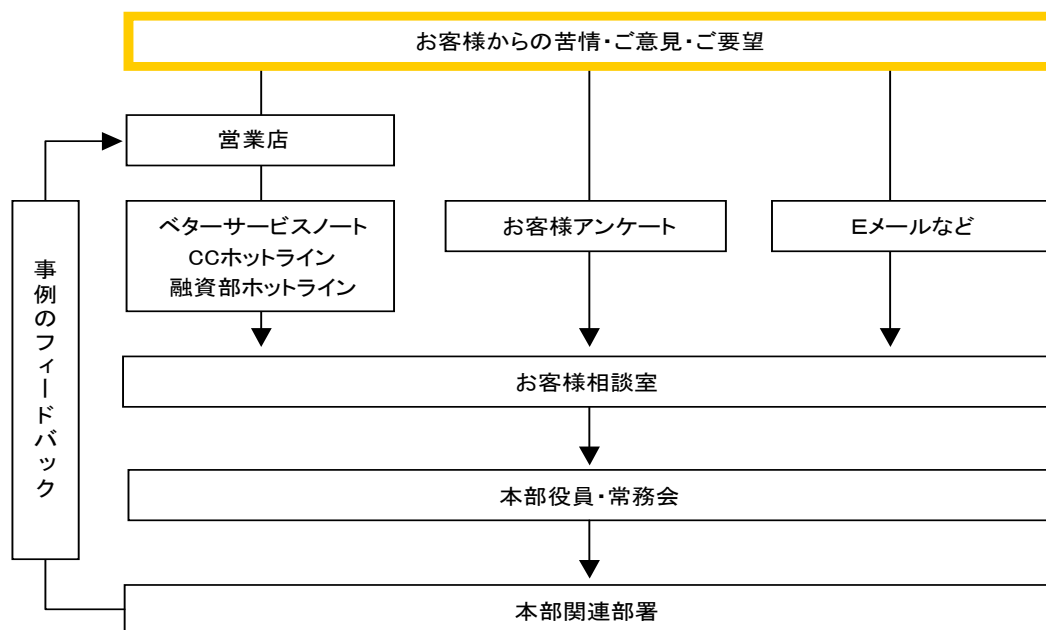 お客様からの苦情・ご意見・ご要望
営業店
ベターサービスノート
CCホットライン
融資部ホットライン
お客様アンケート
Eメールなど
事例のフィードバック
お客様相談室
本部役員・常務会
本部関連部署